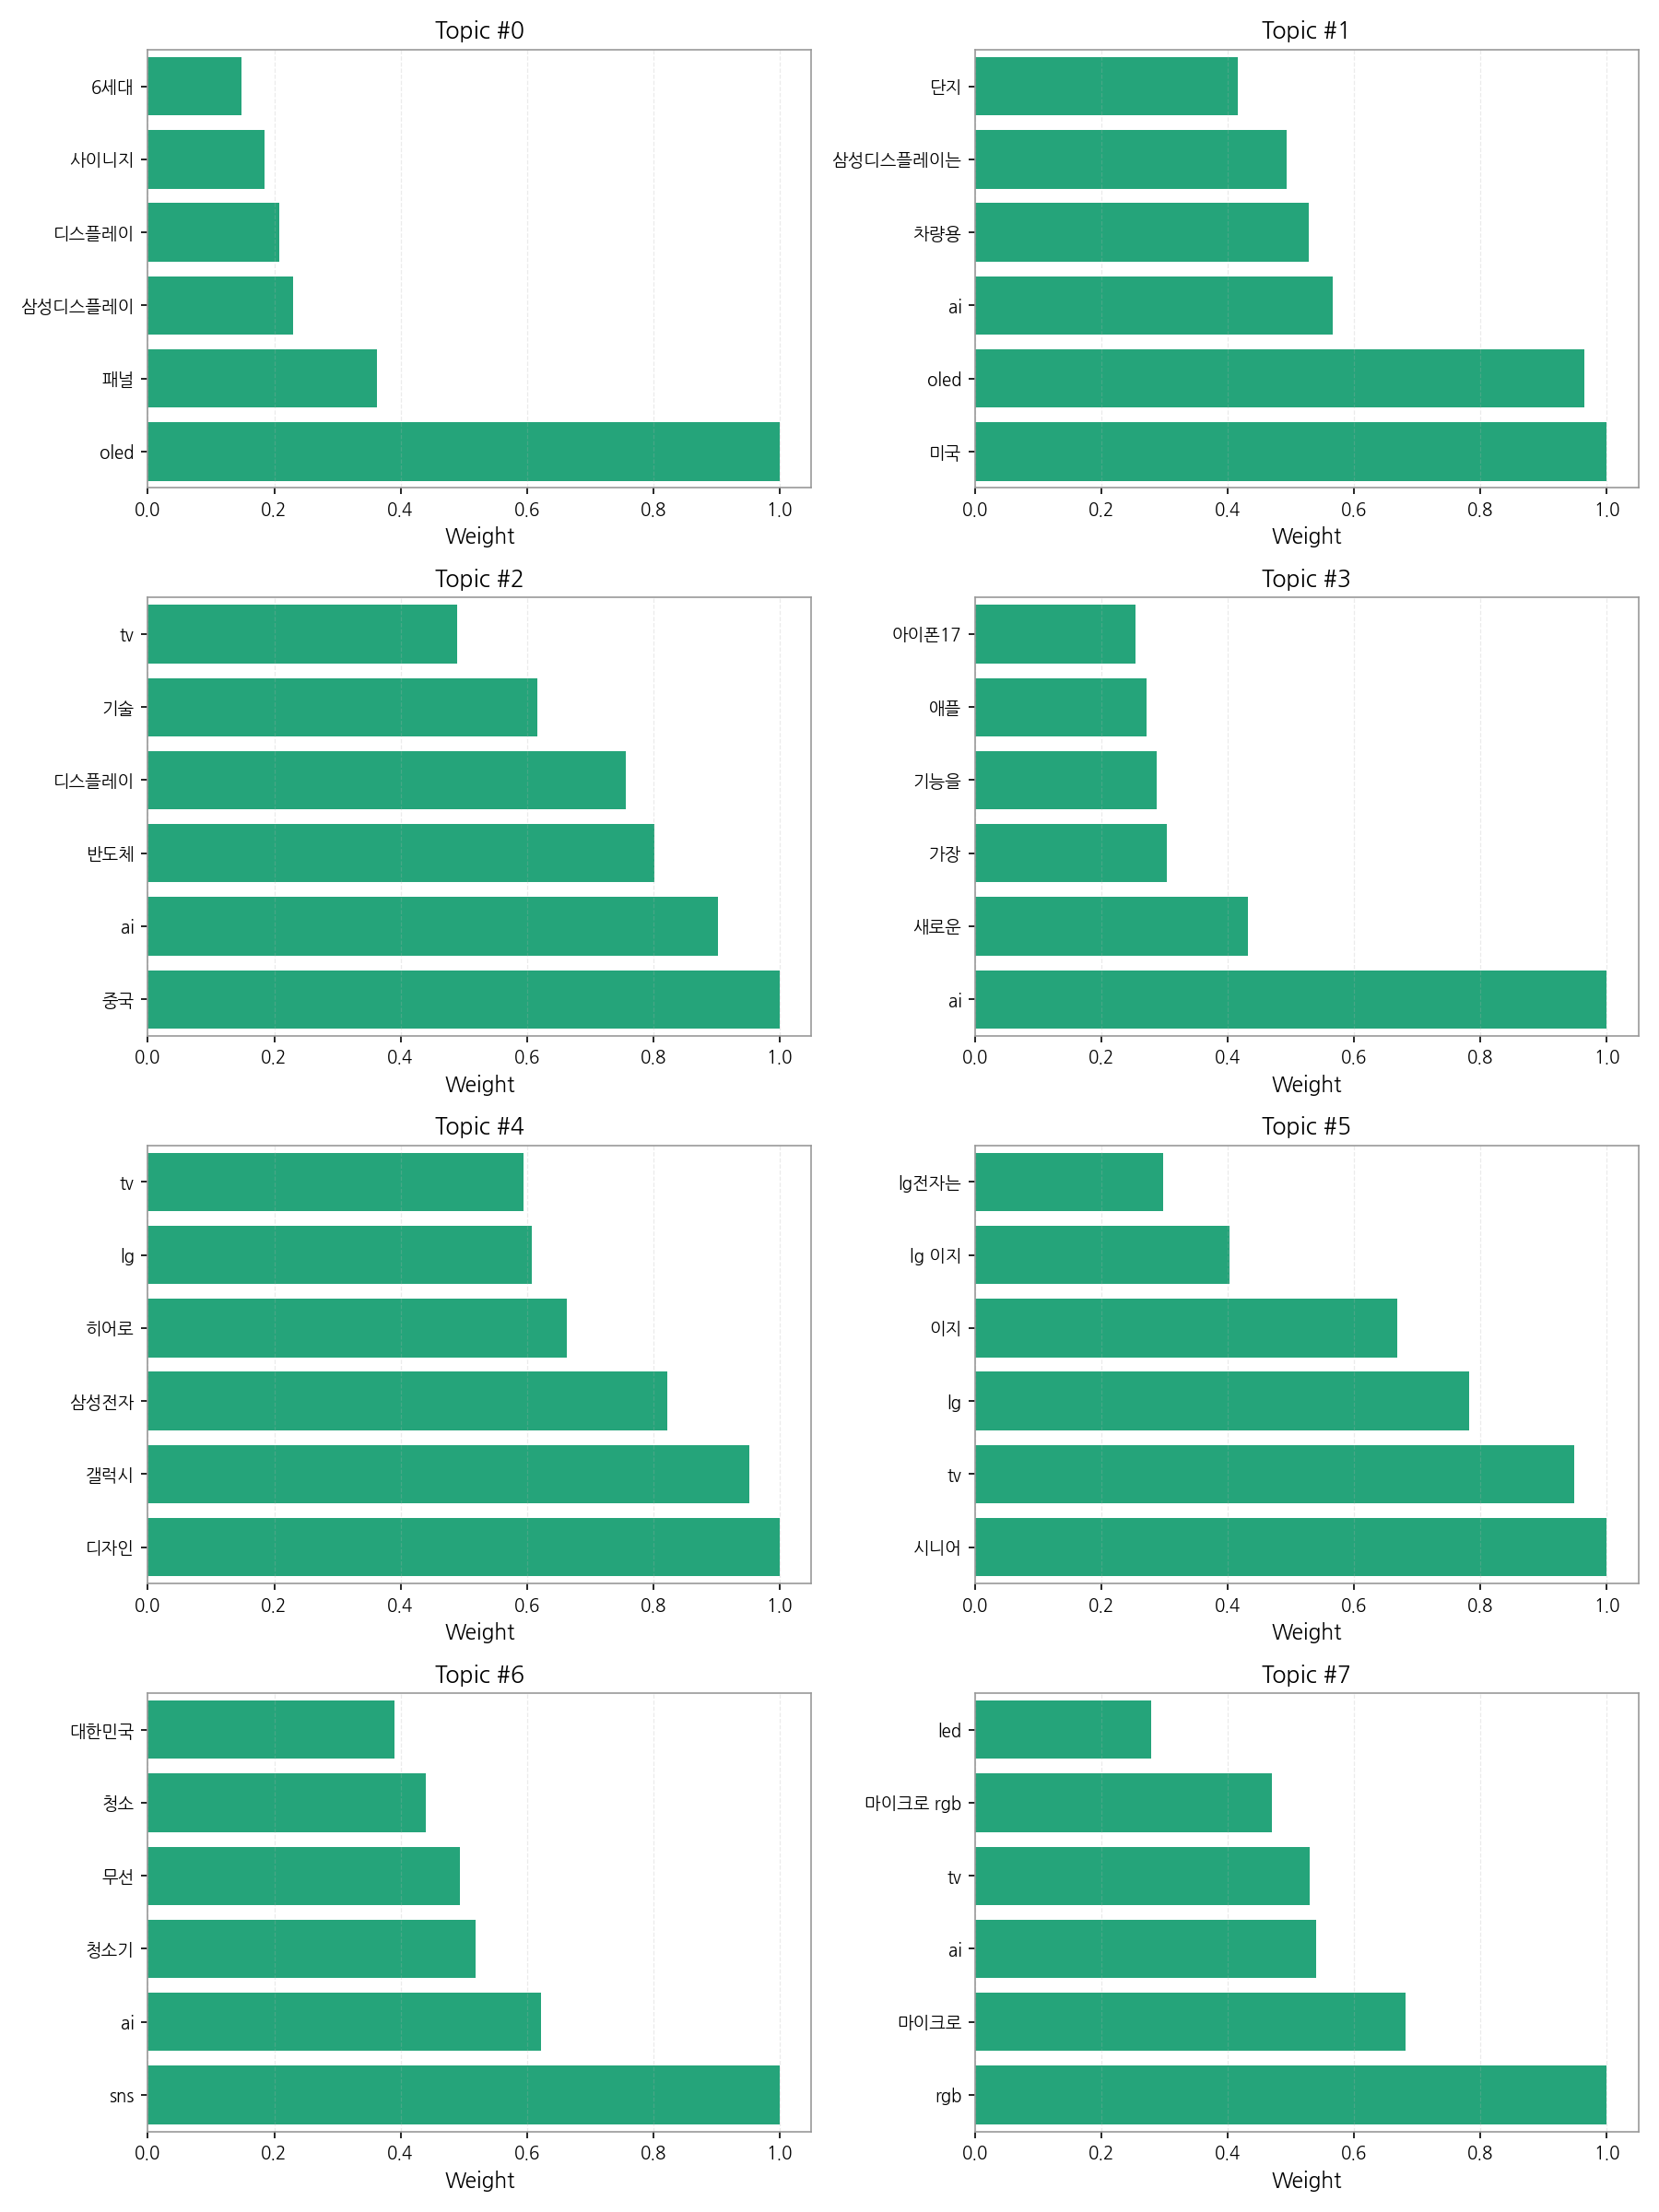 Topic #0
6세대
사이니지
디스플레이
삼성디스플레이
패널
oled
0.0 0.2 0.4 0.6 0.8 1.0
Weight
Topic #1
단지
삼성디스플레이는
차량용
ai
oled
미국
0.0 0.2 0.4 0.6 0.8 1.0
Weight
Topic #2
tv
기술
디스플레이
반도체
ai
중국
0.0 0.2 0.4 0.6 0.8 1.0
Weight
Topic #3
아이폰17
애플
기능을
가장
새로운
ai
0.0 0.2 0.4 0.6 0.8 1.0
Weight
Topic #4
tv
lg
히어로
삼성전자
갤럭시
디자인
0.0 0.2 0.4 0.6 0.8 1.0
Weight
Topic #5
lg전자는
lg 이지
이지
lg
tv
시니어
0.0 0.2 0.4 0.6 0.8 1.0
Weight
Topic #6
대한민국
청소
무선
청소기
ai
sns
0.0 0.2 0.4 0.6 0.8 1.0
Weight
Topic #7
led
마이크로 rgb
tv
ai
마이크로
rgb
0.0 0.2 0.4 0.6 0.8 1.0
Weight